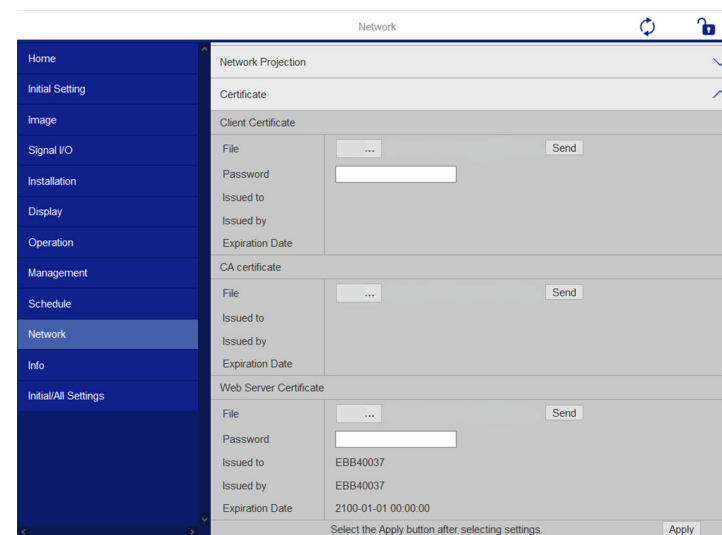 Network
Home
Initial Setting
Image
Signal I/O
Installation
Display
Operation
Management
Schedule
Network
Info
Initial/All Settings
Network Projection
Certificate
Client Certificate
File ... Send
Password
Issued to
Issued by
Expiration Date
CA certificate
File ... Send
Issued to
Issued by
Expiration Date
Web Server Certificate
File ... Send
Password
Issued to EBB40037
Issued by EBB40037
Expiration Date 2100-01-01 00:00:00
Select the Apply button after selecting settings. Apply